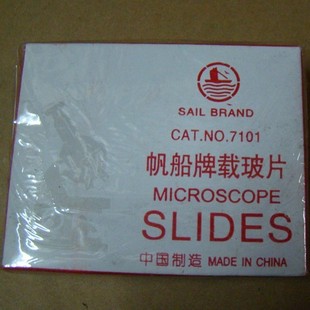 SAIL BRAND
CAT.NO.7101
帆船牌载玻片
MICROSCOPE
SLIDES
中国制造 MADE IN CHINA